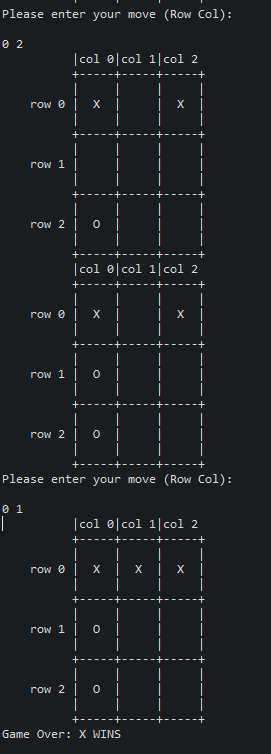 Please enter your move (Row Col):
0 2
|col 0|col 1|col 2
+-----+-----+-----+
|     |     |     |
row 0 |  X  |     |  X  |
|     |     |     |
+-----+-----+-----+
|     |     |     |
row 1 |     |     |     |
|     |     |     |
+-----+-----+-----+
|     |     |     |
row 2 |  O  |     |     |
|     |     |     |
+-----+-----+-----+
|col 0|col 1|col 2
+-----+-----+-----+
|     |     |     |
row 0 |  X  |     |  X  |
|     |     |     |
+-----+-----+-----+
|     |     |     |
row 1 |  O  |     |     |
|     |     |     |
+-----+-----+-----+
|     |     |     |
row 2 |  O  |     |     |
|     |     |     |
+-----+-----+-----+
Please enter your move (Row Col):
0 1
|col 0|col 1|col 2
+-----+-----+-----+
|     |     |     |
row 0 |  X  |  X  |  X  |
|     |     |     |
+-----+-----+-----+
|     |     |     |
row 1 |  O  |     |     |
|     |     |     |
+-----+-----+-----+
|     |     |     |
row 2 |  O  |     |     |
|     |     |     |
+-----+-----+-----+
Game Over: X WINS